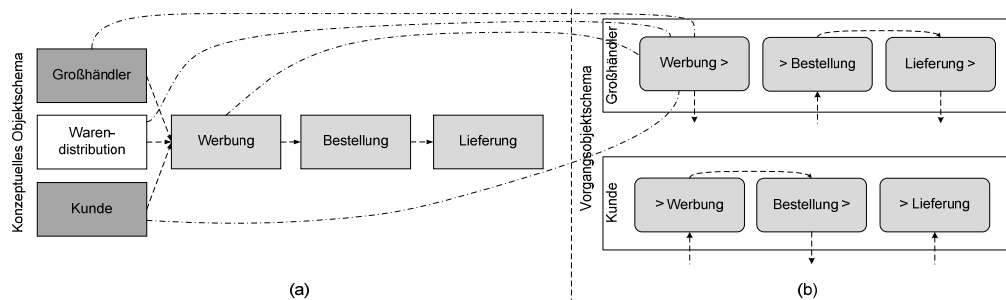 Konzeptuelles Objektschema
Großhändler
Waren-
distribution
Kunde
Werbung
Bestellung
Lieferung
(a)
Vorgangsobjektschema
Großhändler
Werbung >
> Bestellung
Lieferung >
Kunde
> Werbung
Bestellung >
> Lieferung
(b)